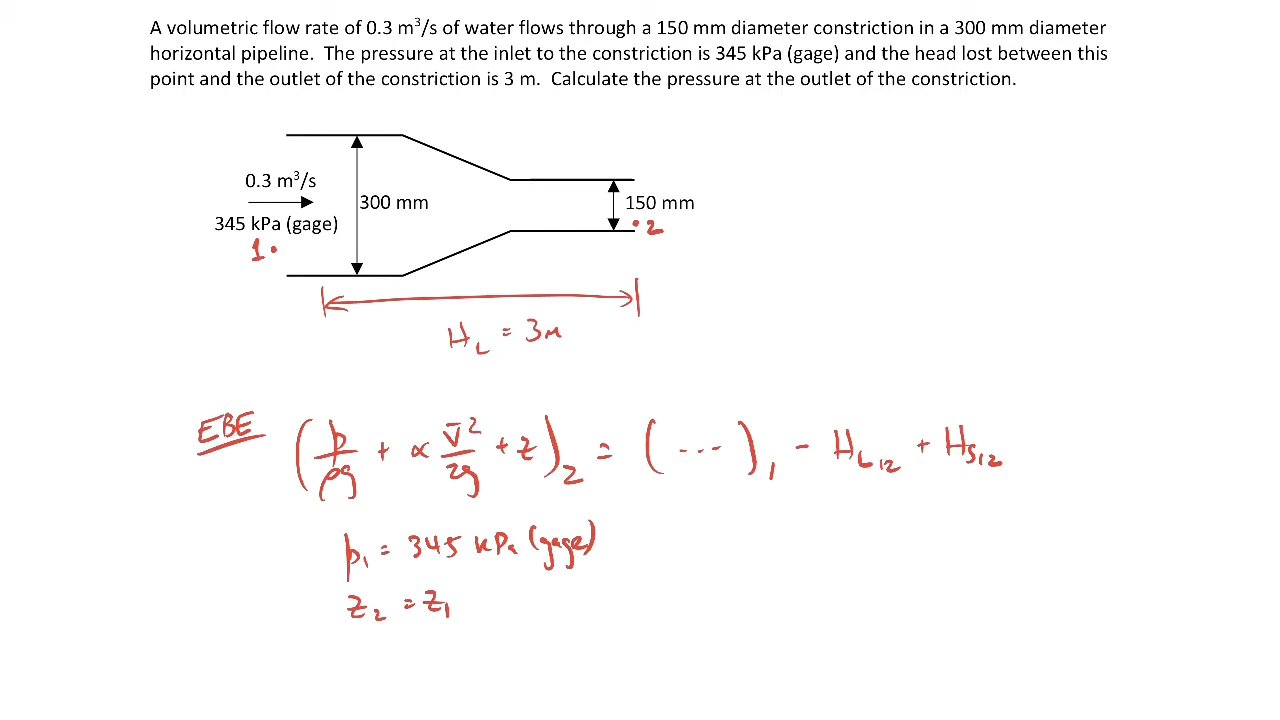 A volumetric flow rate of 0.3 m³/s of water flows through a 150 mm diameter constriction in a 300 mm diameter
horizontal pipeline. The pressure at the inlet to the constriction is 345 kPa (gage) and the head lost between this
point and the outlet of the constriction is 3 m. Calculate the pressure at the outlet of the constriction.
0.3 m³/s
300 mm
150 mm
345 kPa (gage)
1
2
H_L = 3m
EBE (p/ρg + α V̄²/2g + z)₂ = (...)₁ - H_L12 + H_S12
p₁ = 345 kPa (gage)
z₂ = z₁